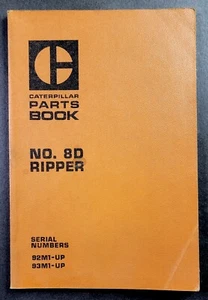 CATERPILLAR
PARTS
BOOK
NO. 8D
RIPPER
SERIAL
NUMBERS
92M1-UP
93M1-UP